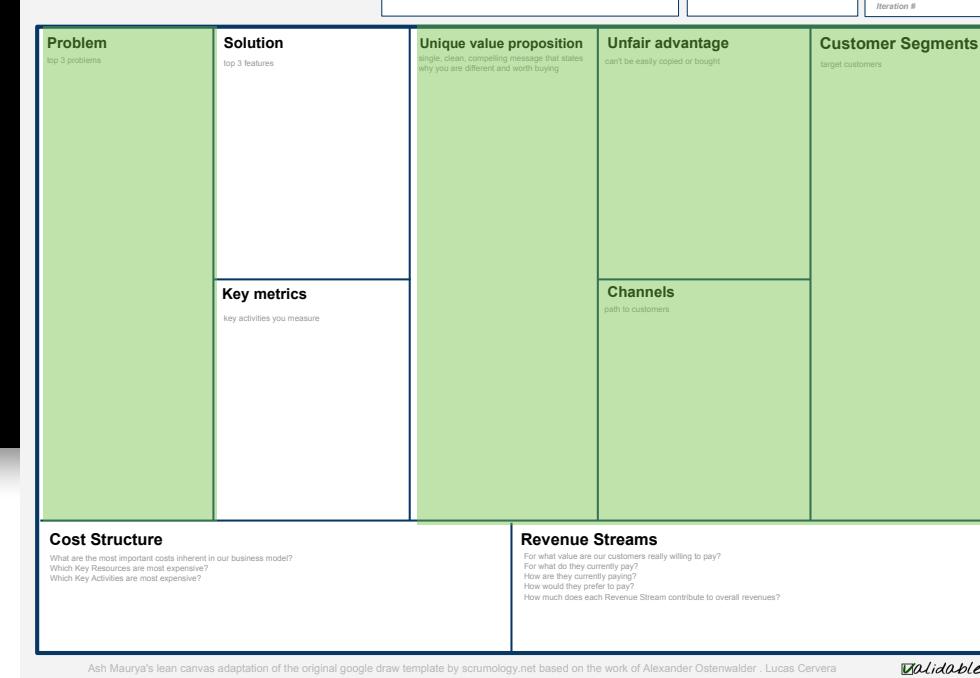 Iteration #
Problem
top 3 problems
Solution
top 3 features
Key metrics
key activities you measure
Unique value proposition
single, clean, compelling message that states
why you are different and worth buying
Unfair advantage
can't be easily copied or bought
Channels
path to customers
Customer Segments
target customers
Cost Structure
What are the most important costs inherent in our business model?
Which Key Resources are most expensive?
Which Key Activities are most expensive?
Revenue Streams
For what value are our customers really willing to pay?
For what do they currently pay?
How are they currently paying?
How would they prefer to pay?
How much does each Revenue Stream contribute to overall revenues?
Ash Maurya's lean canvas adaptation of the original google draw template by scrumology.net based on the work of Alexander Ostenwalder . Lucas Cervera
validable